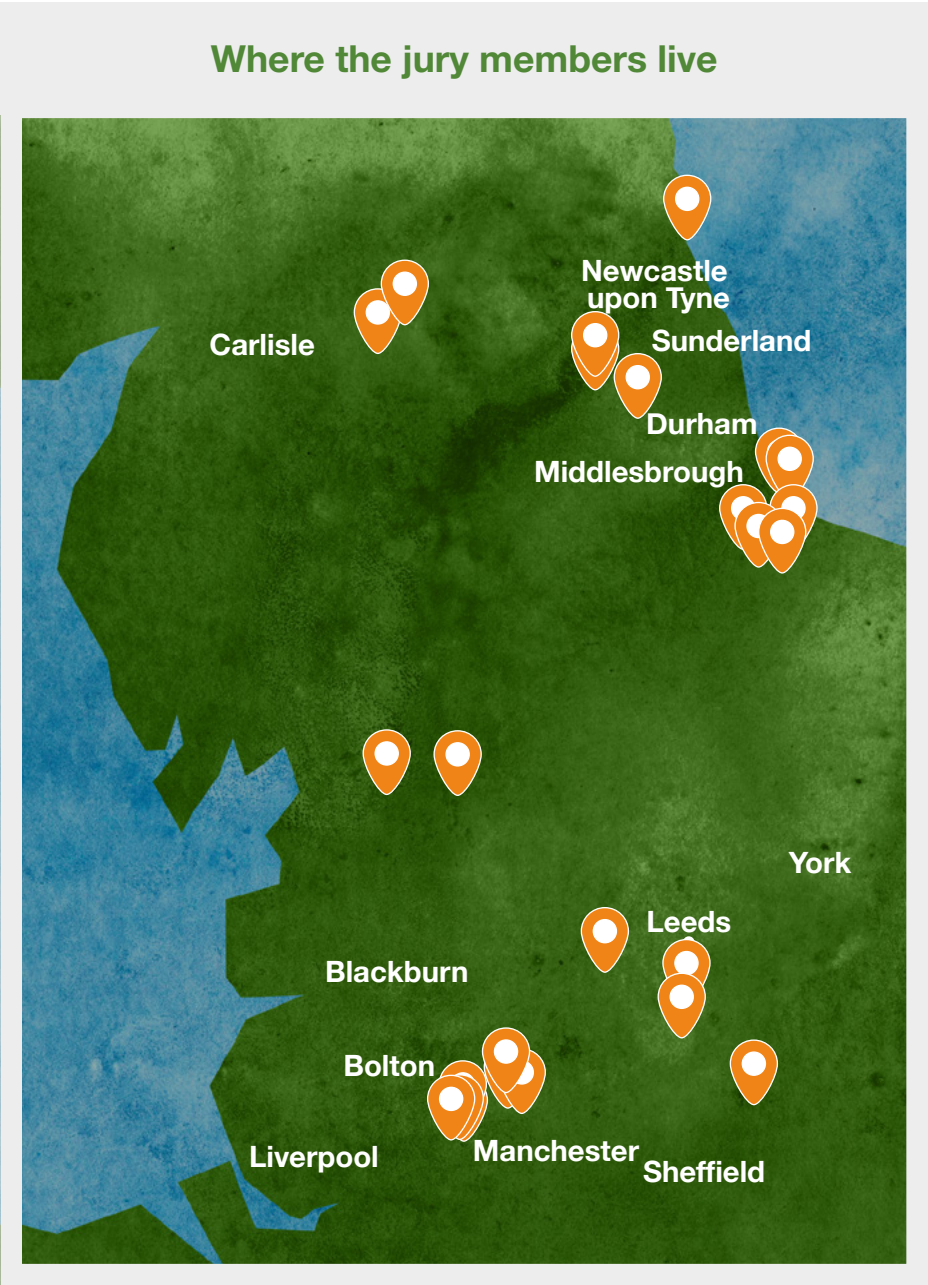 Where the jury members live
Newcastle
upon Tyne
Sunderland
Carlisle
Durham
Middlesbrough
York
Leeds
Blackburn
Bolton
Manchester
Liverpool
Sheffield